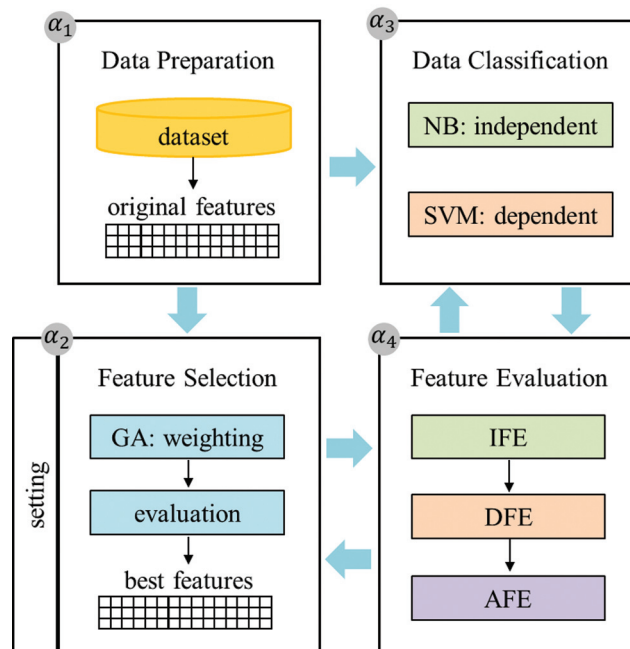 α1
Data Preparation
dataset
original features
α3
Data Classification
NB: independent
SVM: dependent
α2
setting
Feature Selection
GA: weighting
evaluation
best features
α4
Feature Evaluation
IFE
DFE
AFE